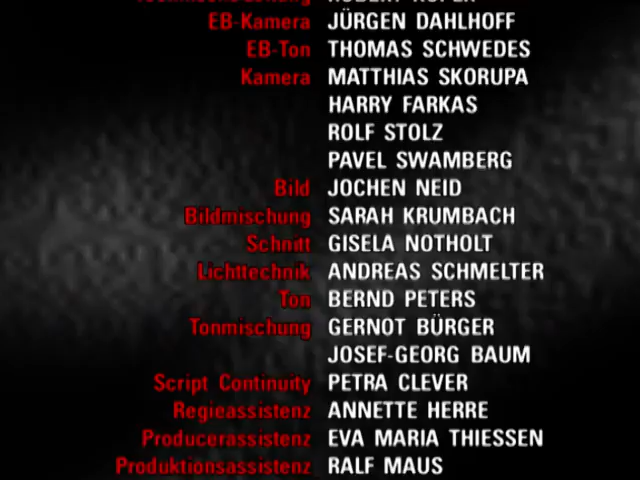 EB-Kamera JÜRGEN DAHLHOFF
EB-Ton THOMAS SCHWEDES
Kamera MATTHIAS SKORUPA
HARRY FARKAS
ROLF STOLZ
PAVEL SWAMBERG
Bild JOCHEN NEID
Bildmischung SARAH KRUMBACH
Schnitt GISELA NOTHOLT
Lichttechnik ANDREAS SCHMELTER
Ton BERND PETERS
Tonmischung GERNOT BÜRGER
JOSEF-GEORG BAUM
Script Continuity PETRA CLEVER
Regieassistenz ANNETTE HERRE
Producerassistenz EVA MARIA THIESSEN
Produktionsassistenz RALF MAUS